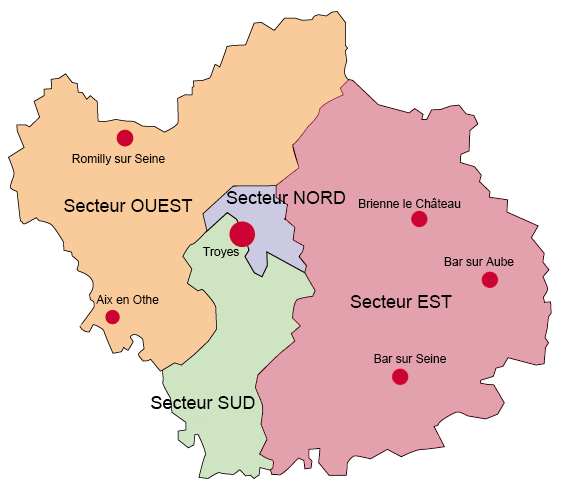 Romilly sur Seine
Secteur NORD
Secteur OUEST
Brienne le Château
Troyes
Bar sur Aube
Aix en Othe
Secteur EST
Bar sur Seine
Secteur SUD